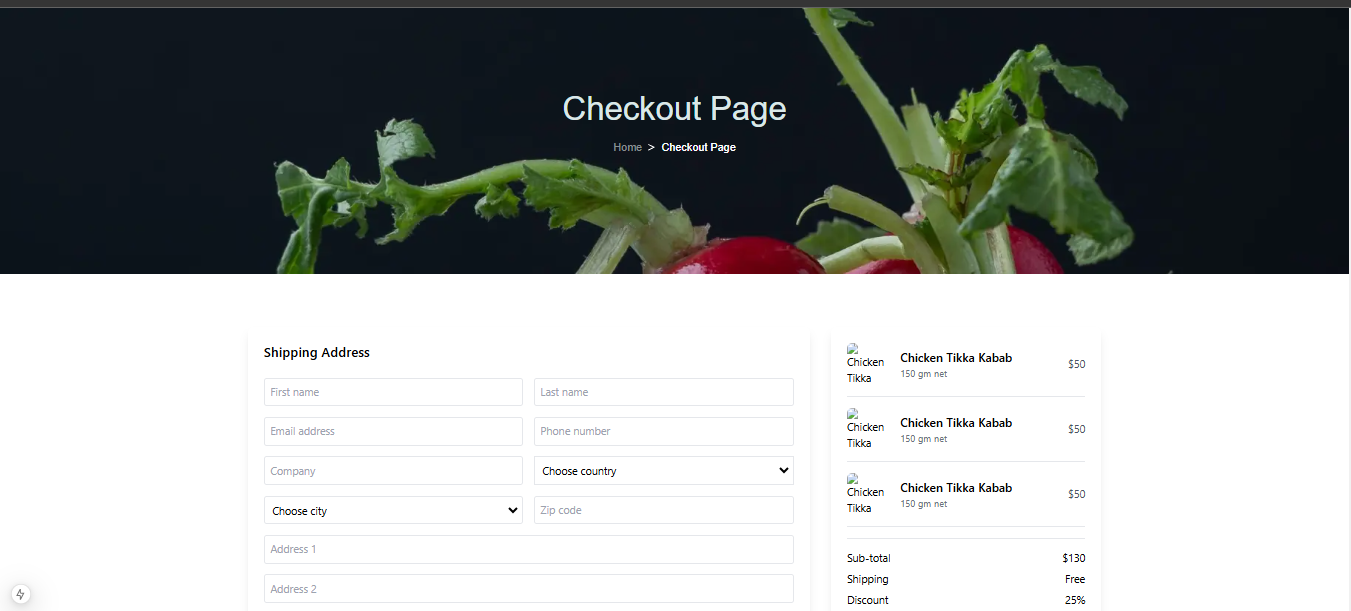 Checkout Page
Home > Checkout Page
Shipping Address
First name
Last name
Email address
Phone number
Company
Choose country
Choose city
Zip code
Address 1
Address 2
Chicken
Tikka
Chicken Tikka Kabab
150 gm net
$50
Chicken
Tikka
Chicken Tikka Kabab
150 gm net
$50
Chicken
Tikka
Chicken Tikka Kabab
150 gm net
$50
Sub-total $130
Shipping Free
Discount 25%